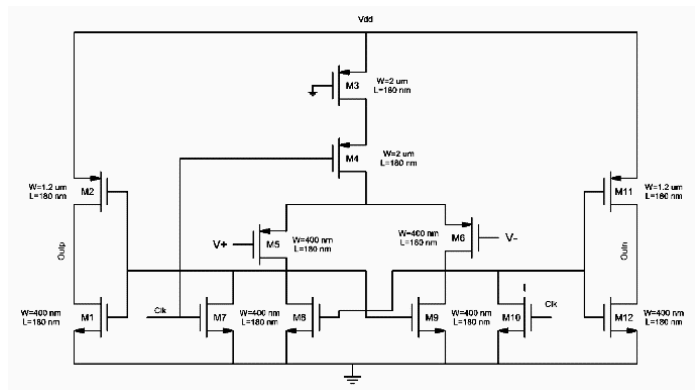 Vdd
M3
W=2 um
L=180 nm
M4
W=2 um
L=180 nm
W=1.2 um
L=180 nm
M2
M11
W=1.2 um
L=180 nm
Outp
V+
M5
W=400 nm
L=180 nm
W=400 nm
L=180 nm
M6
V-
Outn
W=400 nm
L=180 nm
M1
Clk
M7
W=400 nm
L=180 nm
M8
M9
W=400 nm
L=180 nm
M10
Clk
M12
W=400 nm
L=180 nm